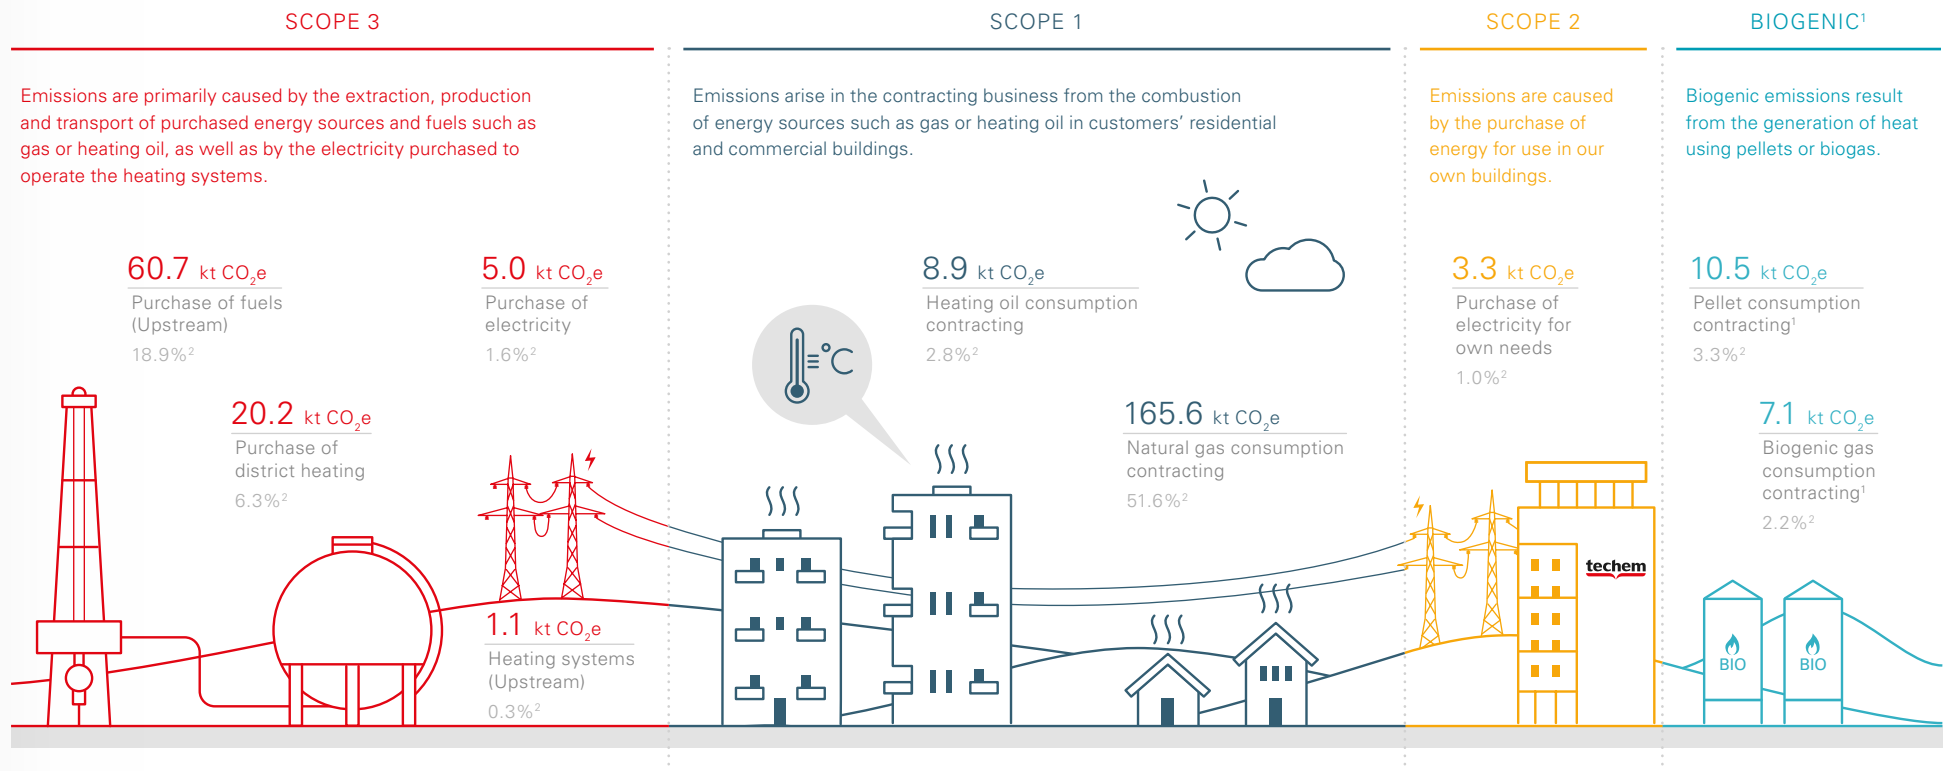 SCOPE 3
Emissions are primarily caused by the extraction, production
and transport of purchased energy sources and fuels such as
gas or heating oil, as well as by the electricity purchased to
operate the heating systems.
60.7 kt CO₂e
Purchase of fuels
(Upstream)
18.9%²
5.0 kt CO₂e
Purchase of
electricity
1.6%²
20.2 kt CO₂e
Purchase of
district heating
6.3%²
1.1 kt CO₂e
Heating systems
(Upstream)
0.3%²
SCOPE 1
Emissions arise in the contracting business from the combustion
of energy sources such as gas or heating oil in customers’ residential
and commercial buildings.
°C
8.9 kt CO₂e
Heating oil consumption
contracting
2.8%²
165.6 kt CO₂e
Natural gas consumption
contracting
51.6%²
SCOPE 2
Emissions are caused
by the purchase of
energy for use in our
own buildings.
3.3 kt CO₂e
Purchase of
electricity for
own needs
1.0%²
techem
BIOGENIC¹
Biogenic emissions result
from the generation of heat
using pellets or biogas.
10.5 kt CO₂e
Pellet consumption
contracting¹
3.3%²
7.1 kt CO₂e
Biogenic gas
consumption
contracting¹
2.2%²
BIO
BIO